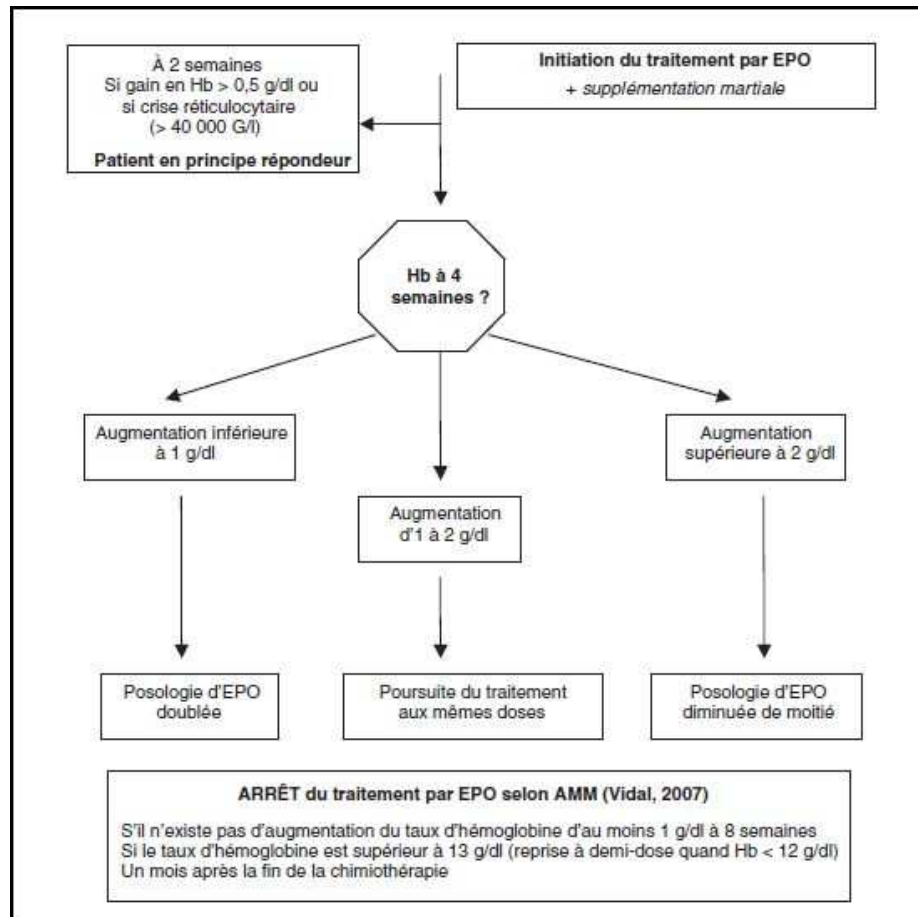 À 2 semaines
Si gain en Hb > 0,5 g/dl ou
si crise réticulocytaire
(> 40 000 G/l)
Patient en principe répondeur
Initiation du traitement par EPO
+ supplémentation martiale
Hb à 4
semaines ?
Augmentation inférieure
à 1 g/dl
Augmentation
d'1 à 2 g/dl
Augmentation
supérieure à 2 g/dl
Posologie d'EPO
doublée
Poursuite du traitement
aux mêmes doses
Posologie d'EPO
diminuée de moitié
ARRÊT du traitement par EPO selon AMM (Vidal, 2007)
S'il n'existe pas d'augmentation du taux d'hémoglobine d'au moins 1 g/dl à 8 semaines
Si le taux d'hémoglobine est supérieur à 13 g/dl (reprise à demi-dose quand Hb < 12 g/dl)
Un mois après la fin de la chimiothérapie